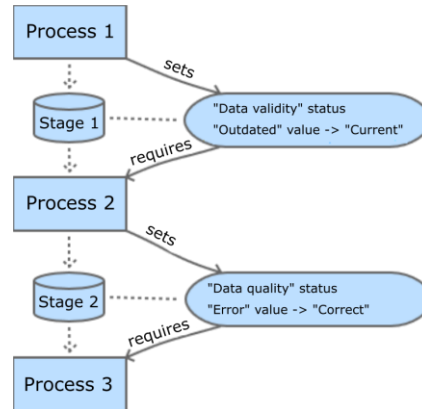 Process 1
sets
Stage 1
"Data validity" status
"Outdated" value -> "Current"
requires
Process 2
sets
Stage 2
"Data quality" status
"Error" value -> "Correct"
requires
Process 3